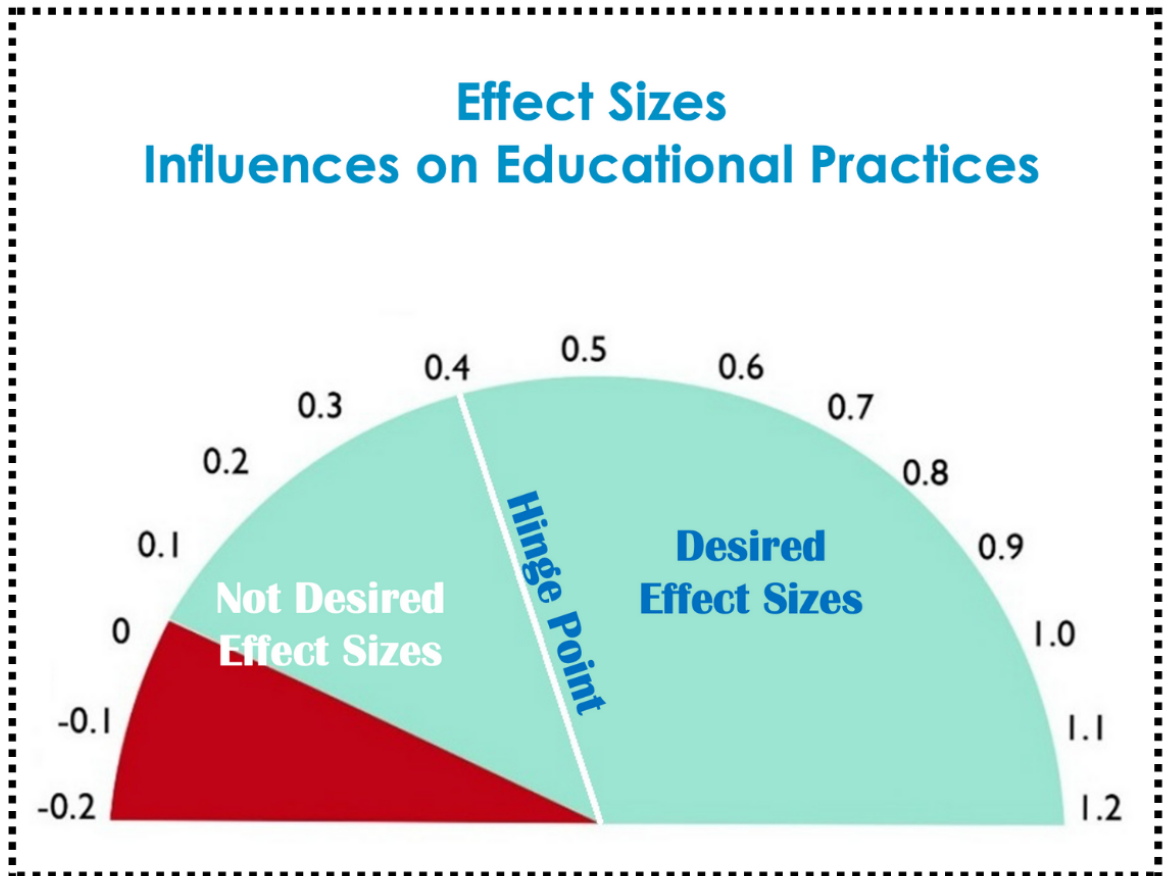 Effect Sizes
Influences on Educational Practices
0.5
0.4
0.6
0.3
0.7
0.2
0.8
0.1
0.9
Hinge Point
Desired
Effect Sizes
Not Desired
Effect Sizes
0
1.0
-0.1
1.1
-0.2
1.2